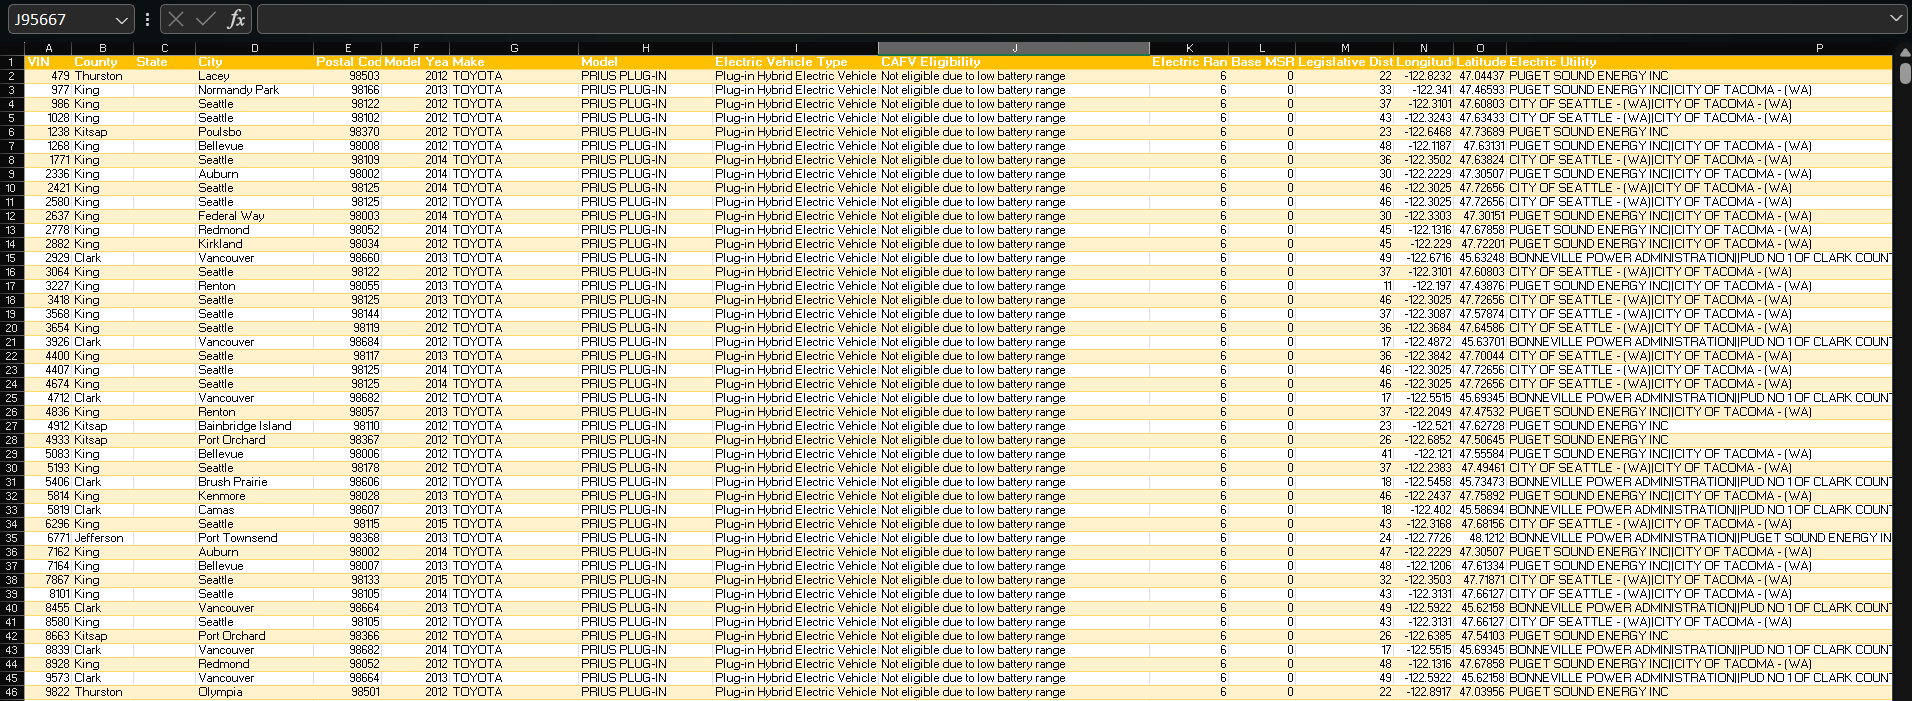 J95667 fx
A B C D E F G H I J K L M N O P
1 VIN County State City Postal Cod Model Yea Make Model Electric Vehicle Type CAFV Eligibility Electric Ran Base MSR Legislative Dist Longitud Latitude Electric Utility
2 479 Thurston Lacey 98503 2012 TOYOTA PRIUS PLUG-IN Plug-in Hybrid Electric Vehicle Not eligible due to low battery range 6 0 22 -122.8232 47.04437 PUGET SOUND ENERGY INC
3 977 King Normandy Park 98166 2013 TOYOTA PRIUS PLUG-IN Plug-in Hybrid Electric Vehicle Not eligible due to low battery range 6 0 33 -122.341 47.46593 PUGET SOUND ENERGY INC||CITY OF TACOMA - (WA)
4 986 King Seattle 98122 2012 TOYOTA PRIUS PLUG-IN Plug-in Hybrid Electric Vehicle Not eligible due to low battery range 6 0 37 -122.3101 47.60803 CITY OF SEATTLE - (WA)|CITY OF TACOMA - (WA)
5 1028 King Seattle 98102 2012 TOYOTA PRIUS PLUG-IN Plug-in Hybrid Electric Vehicle Not eligible due to low battery range 6 0 43 -122.3243 47.63433 CITY OF SEATTLE - (WA)|CITY OF TACOMA - (WA)
6 1238 Kitsap Poulsbo 98370 2012 TOYOTA PRIUS PLUG-IN Plug-in Hybrid Electric Vehicle Not eligible due to low battery range 6 0 23 -122.6468 47.73689 PUGET SOUND ENERGY INC
7 1268 King Bellevue 98008 2012 TOYOTA PRIUS PLUG-IN Plug-in Hybrid Electric Vehicle Not eligible due to low battery range 6 0 48 -122.1187 47.63131 PUGET SOUND ENERGY INC||CITY OF TACOMA - (WA)
8 1771 King Seattle 98109 2014 TOYOTA PRIUS PLUG-IN Plug-in Hybrid Electric Vehicle Not eligible due to low battery range 6 0 36 -122.3502 47.63824 CITY OF SEATTLE - (WA)|CITY OF TACOMA - (WA)
9 2336 King Auburn 98002 2014 TOYOTA PRIUS PLUG-IN Plug-in Hybrid Electric Vehicle Not eligible due to low battery range 6 0 30 -122.2229 47.30507 PUGET SOUND ENERGY INC||CITY OF TACOMA - (WA)
10 2421 King Seattle 98125 2014 TOYOTA PRIUS PLUG-IN Plug-in Hybrid Electric Vehicle Not eligible due to low battery range 6 0 46 -122.3025 47.72656 CITY OF SEATTLE - (WA)|CITY OF TACOMA - (WA)
11 2580 King Seattle 98125 2012 TOYOTA PRIUS PLUG-IN Plug-in Hybrid Electric Vehicle Not eligible due to low battery range 6 0 46 -122.3025 47.72656 CITY OF SEATTLE - (WA)|CITY OF TACOMA - (WA)
12 2637 King Federal Way 98003 2014 TOYOTA PRIUS PLUG-IN Plug-in Hybrid Electric Vehicle Not eligible due to low battery range 6 0 30 -122.3303 47.30151 PUGET SOUND ENERGY INC||CITY OF TACOMA - (WA)
13 2778 King Redmond 98052 2014 TOYOTA PRIUS PLUG-IN Plug-in Hybrid Electric Vehicle Not eligible due to low battery range 6 0 45 -122.1316 47.67858 PUGET SOUND ENERGY INC||CITY OF TACOMA - (WA)
14 2882 King Kirkland 98034 2012 TOYOTA PRIUS PLUG-IN Plug-in Hybrid Electric Vehicle Not eligible due to low battery range 6 0 45 -122.229 47.72201 PUGET SOUND ENERGY INC||CITY OF TACOMA - (WA)
15 2929 Clark Vancouver 98660 2013 TOYOTA PRIUS PLUG-IN Plug-in Hybrid Electric Vehicle Not eligible due to low battery range 6 0 49 -122.6716 45.63248 BONNEVILLE POWER ADMINISTRATION||PUD NO 1 OF CLARK COUNT
16 3064 King Seattle 98122 2012 TOYOTA PRIUS PLUG-IN Plug-in Hybrid Electric Vehicle Not eligible due to low battery range 6 0 37 -122.3101 47.60803 CITY OF SEATTLE - (WA)|CITY OF TACOMA - (WA)
17 3227 King Renton 98055 2013 TOYOTA PRIUS PLUG-IN Plug-in Hybrid Electric Vehicle Not eligible due to low battery range 6 0 11 -122.197 47.43876 PUGET SOUND ENERGY INC||CITY OF TACOMA - (WA)
18 3418 King Seattle 98125 2013 TOYOTA PRIUS PLUG-IN Plug-in Hybrid Electric Vehicle Not eligible due to low battery range 6 0 46 -122.3025 47.72656 CITY OF SEATTLE - (WA)|CITY OF TACOMA - (WA)
19 3568 King Seattle 98144 2012 TOYOTA PRIUS PLUG-IN Plug-in Hybrid Electric Vehicle Not eligible due to low battery range 6 0 37 -122.3087 47.57874 CITY OF SEATTLE - (WA)|CITY OF TACOMA - (WA)
20 3654 King Seattle 98119 2012 TOYOTA PRIUS PLUG-IN Plug-in Hybrid Electric Vehicle Not eligible due to low battery range 6 0 36 -122.3684 47.64586 CITY OF SEATTLE - (WA)|CITY OF TACOMA - (WA)
21 3926 Clark Vancouver 98684 2012 TOYOTA PRIUS PLUG-IN Plug-in Hybrid Electric Vehicle Not eligible due to low battery range 6 0 17 -122.4872 45.63701 BONNEVILLE POWER ADMINISTRATION||PUD NO 1 OF CLARK COUNT
22 4400 King Seattle 98117 2013 TOYOTA PRIUS PLUG-IN Plug-in Hybrid Electric Vehicle Not eligible due to low battery range 6 0 36 -122.3842 47.70044 CITY OF SEATTLE - (WA)|CITY OF TACOMA - (WA)
23 4407 King Seattle 98125 2014 TOYOTA PRIUS PLUG-IN Plug-in Hybrid Electric Vehicle Not eligible due to low battery range 6 0 46 -122.3025 47.72656 CITY OF SEATTLE - (WA)|CITY OF TACOMA - (WA)
24 4674 King Seattle 98125 2014 TOYOTA PRIUS PLUG-IN Plug-in Hybrid Electric Vehicle Not eligible due to low battery range 6 0 46 -122.3025 47.72656 CITY OF SEATTLE - (WA)|CITY OF TACOMA - (WA)
25 4712 Clark Vancouver 98682 2012 TOYOTA PRIUS PLUG-IN Plug-in Hybrid Electric Vehicle Not eligible due to low battery range 6 0 17 -122.5515 45.69345 BONNEVILLE POWER ADMINISTRATION||PUD NO 1 OF CLARK COUNT
26 4836 King Renton 98057 2013 TOYOTA PRIUS PLUG-IN Plug-in Hybrid Electric Vehicle Not eligible due to low battery range 6 0 37 -122.2049 47.47532 PUGET SOUND ENERGY INC||CITY OF TACOMA - (WA)
27 4912 Kitsap Bainbridge Island 98110 2012 TOYOTA PRIUS PLUG-IN Plug-in Hybrid Electric Vehicle Not eligible due to low battery range 6 0 23 -122.521 47.62728 PUGET SOUND ENERGY INC
28 4933 Kitsap Port Orchard 98367 2012 TOYOTA PRIUS PLUG-IN Plug-in Hybrid Electric Vehicle Not eligible due to low battery range 6 0 26 -122.6852 47.50645 PUGET SOUND ENERGY INC
29 5083 King Bellevue 98006 2012 TOYOTA PRIUS PLUG-IN Plug-in Hybrid Electric Vehicle Not eligible due to low battery range 6 0 41 -122.121 47.55584 PUGET SOUND ENERGY INC||CITY OF TACOMA - (WA)
30 5193 King Seattle 98178 2012 TOYOTA PRIUS PLUG-IN Plug-in Hybrid Electric Vehicle Not eligible due to low battery range 6 0 37 -122.2383 47.49461 CITY OF SEATTLE - (WA)|CITY OF TACOMA - (WA)
31 5406 Clark Brush Prairie 98606 2012 TOYOTA PRIUS PLUG-IN Plug-in Hybrid Electric Vehicle Not eligible due to low battery range 6 0 18 -122.5458 45.73473 BONNEVILLE POWER ADMINISTRATION||PUD NO 1 OF CLARK COUNT
32 5814 King Kenmore 98028 2013 TOYOTA PRIUS PLUG-IN Plug-in Hybrid Electric Vehicle Not eligible due to low battery range 6 0 46 -122.2437 47.75892 PUGET SOUND ENERGY INC||CITY OF TACOMA - (WA)
33 5819 Clark Camas 98607 2013 TOYOTA PRIUS PLUG-IN Plug-in Hybrid Electric Vehicle Not eligible due to low battery range 6 0 18 -122.402 45.58694 BONNEVILLE POWER ADMINISTRATION||PUD NO 1 OF CLARK COUNT
34 6296 King Seattle 98115 2015 TOYOTA PRIUS PLUG-IN Plug-in Hybrid Electric Vehicle Not eligible due to low battery range 6 0 43 -122.3168 47.68156 CITY OF SEATTLE - (WA)|CITY OF TACOMA - (WA)
35 6771 Jefferson Port Townsend 98368 2013 TOYOTA PRIUS PLUG-IN Plug-in Hybrid Electric Vehicle Not eligible due to low battery range 6 0 24 -122.7726 48.1212 BONNEVILLE POWER ADMINISTRATION||PUGET SOUND ENERGY IN
36 7162 King Auburn 98002 2014 TOYOTA PRIUS PLUG-IN Plug-in Hybrid Electric Vehicle Not eligible due to low battery range 6 0 47 -122.2229 47.30507 PUGET SOUND ENERGY INC||CITY OF TACOMA - (WA)
37 7164 King Bellevue 98007 2013 TOYOTA PRIUS PLUG-IN Plug-in Hybrid Electric Vehicle Not eligible due to low battery range 6 0 48 -122.1206 47.61334 PUGET SOUND ENERGY INC||CITY OF TACOMA - (WA)
38 7867 King Seattle 98133 2015 TOYOTA PRIUS PLUG-IN Plug-in Hybrid Electric Vehicle Not eligible due to low battery range 6 0 32 -122.3503 47.71871 CITY OF SEATTLE - (WA)|CITY OF TACOMA - (WA)
39 8101 King Seattle 98105 2014 TOYOTA PRIUS PLUG-IN Plug-in Hybrid Electric Vehicle Not eligible due to low battery range 6 0 43 -122.3131 47.66127 CITY OF SEATTLE - (WA)|CITY OF TACOMA - (WA)
40 8455 Clark Vancouver 98664 2013 TOYOTA PRIUS PLUG-IN Plug-in Hybrid Electric Vehicle Not eligible due to low battery range 6 0 49 -122.5922 45.62158 BONNEVILLE POWER ADMINISTRATION||PUD NO 1 OF CLARK COUNT
41 8580 King Seattle 98105 2012 TOYOTA PRIUS PLUG-IN Plug-in Hybrid Electric Vehicle Not eligible due to low battery range 6 0 43 -122.3131 47.66127 CITY OF SEATTLE - (WA)|CITY OF TACOMA - (WA)
42 8663 Kitsap Port Orchard 98366 2012 TOYOTA PRIUS PLUG-IN Plug-in Hybrid Electric Vehicle Not eligible due to low battery range 6 0 26 -122.6385 47.54103 PUGET SOUND ENERGY INC
43 8839 Clark Vancouver 98682 2014 TOYOTA PRIUS PLUG-IN Plug-in Hybrid Electric Vehicle Not eligible due to low battery range 6 0 17 -122.5515 45.69345 BONNEVILLE POWER ADMINISTRATION||PUD NO 1 OF CLARK COUNT
44 8928 King Redmond 98052 2012 TOYOTA PRIUS PLUG-IN Plug-in Hybrid Electric Vehicle Not eligible due to low battery range 6 0 48 -122.1316 47.67858 PUGET SOUND ENERGY INC||CITY OF TACOMA - (WA)
45 9573 Clark Vancouver 98664 2013 TOYOTA PRIUS PLUG-IN Plug-in Hybrid Electric Vehicle Not eligible due to low battery range 6 0 49 -122.5922 45.62158 BONNEVILLE POWER ADMINISTRATION||PUD NO 1 OF CLARK COUNT
46 9822 Thurston Olympia 98501 2012 TOYOTA PRIUS PLUG-IN Plug-in Hybrid Electric Vehicle Not eligible due to low battery range 6 0 22 -122.8917 47.03956 PUGET SOUND ENERGY INC